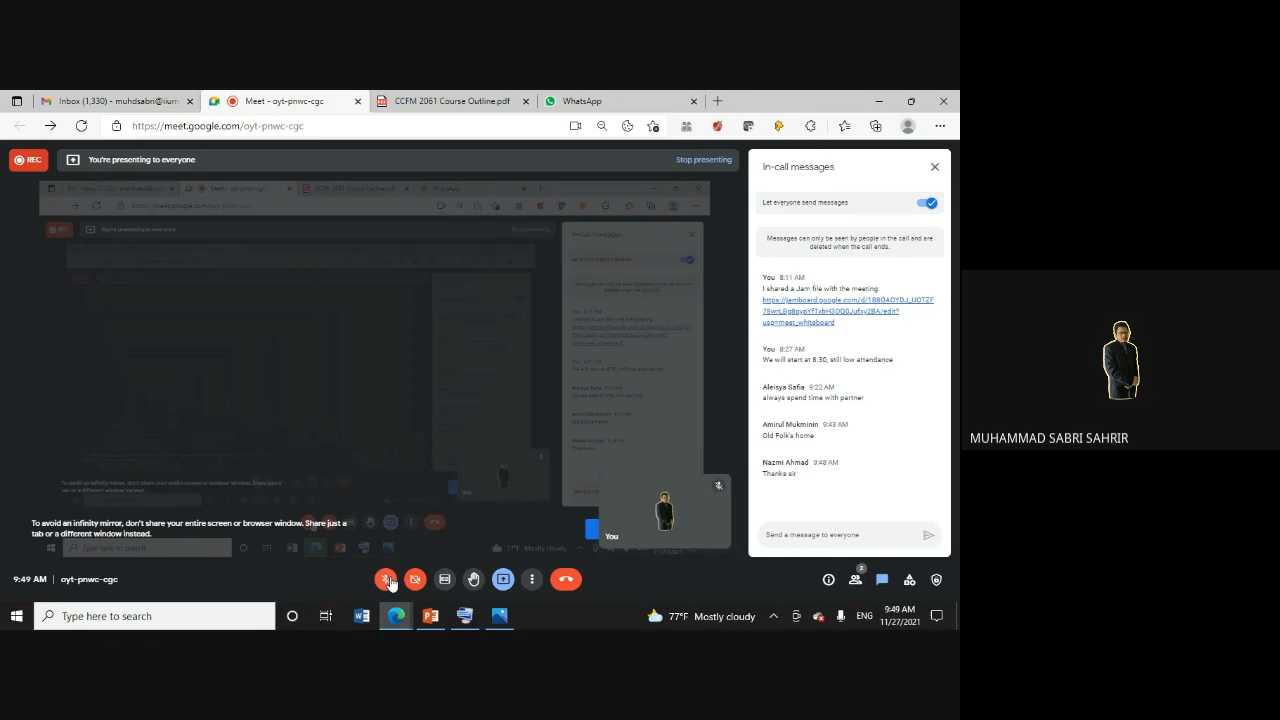 Inbox (1,330) - muhdsabri@iium
Meet - oyt-pnwc-cgc
CCFM 2061 Course Outline.pdf
WhatsApp
https://meet.google.com/oyt-pnwc-cgc
REC
You're presenting to everyone
Stop presenting
In-call messages
Let everyone send messages
Messages can only be seen by people in the call and are
deleted when the call ends.
You 8:11 AM
I shared a Jam file with the meeting:
usp=meet_whiteboard
You 8:27 AM
We will start at 8.30, still low attendance
Aleisya Safia 9:22 AM
always spend time with partner
Amirul Mukminin 9:43 AM
Old Folk's home
Nazmi Ahmad 9:48 AM
Thanks sir
Send a message to everyone
To avoid an infinity mirror, don't share your entire screen or browser window. Share just a
tab or a different window instead.
You
9:49 AM | oyt-pnwc-cgc
2
Type here to search
77°F Mostly cloudy
ENG
9:49 AM
11/27/2021
MUHAMMAD SABRI SAHRIR